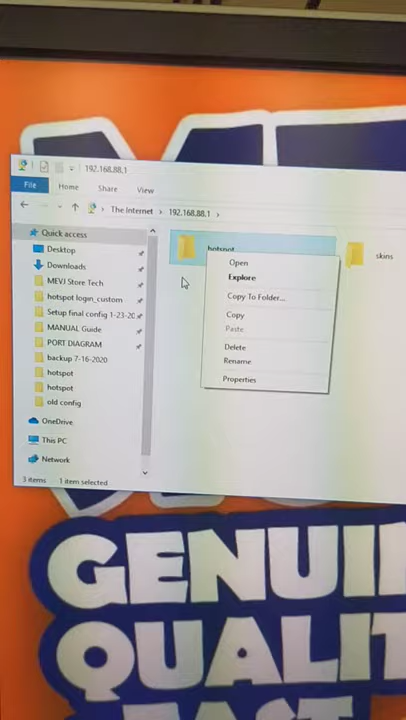 192.168.88.1
File Home Share View
The Internet > 192.168.88.1 >
Quick access
Desktop
Downloads
MEVJ Store Tech
hotspot login_custom
Setup final config 1-23-20
MANUAL Guide
PORT DIAGRAM
backup 7-16-2020
hotspot
hotspot
old config
OneDrive
This PC
Network
3 items 1 item selected
hotspot
skins
Open
Explore
Copy To Folder...
Copy
Paste
Delete
Rename
Properties
GENUI
QUALIT